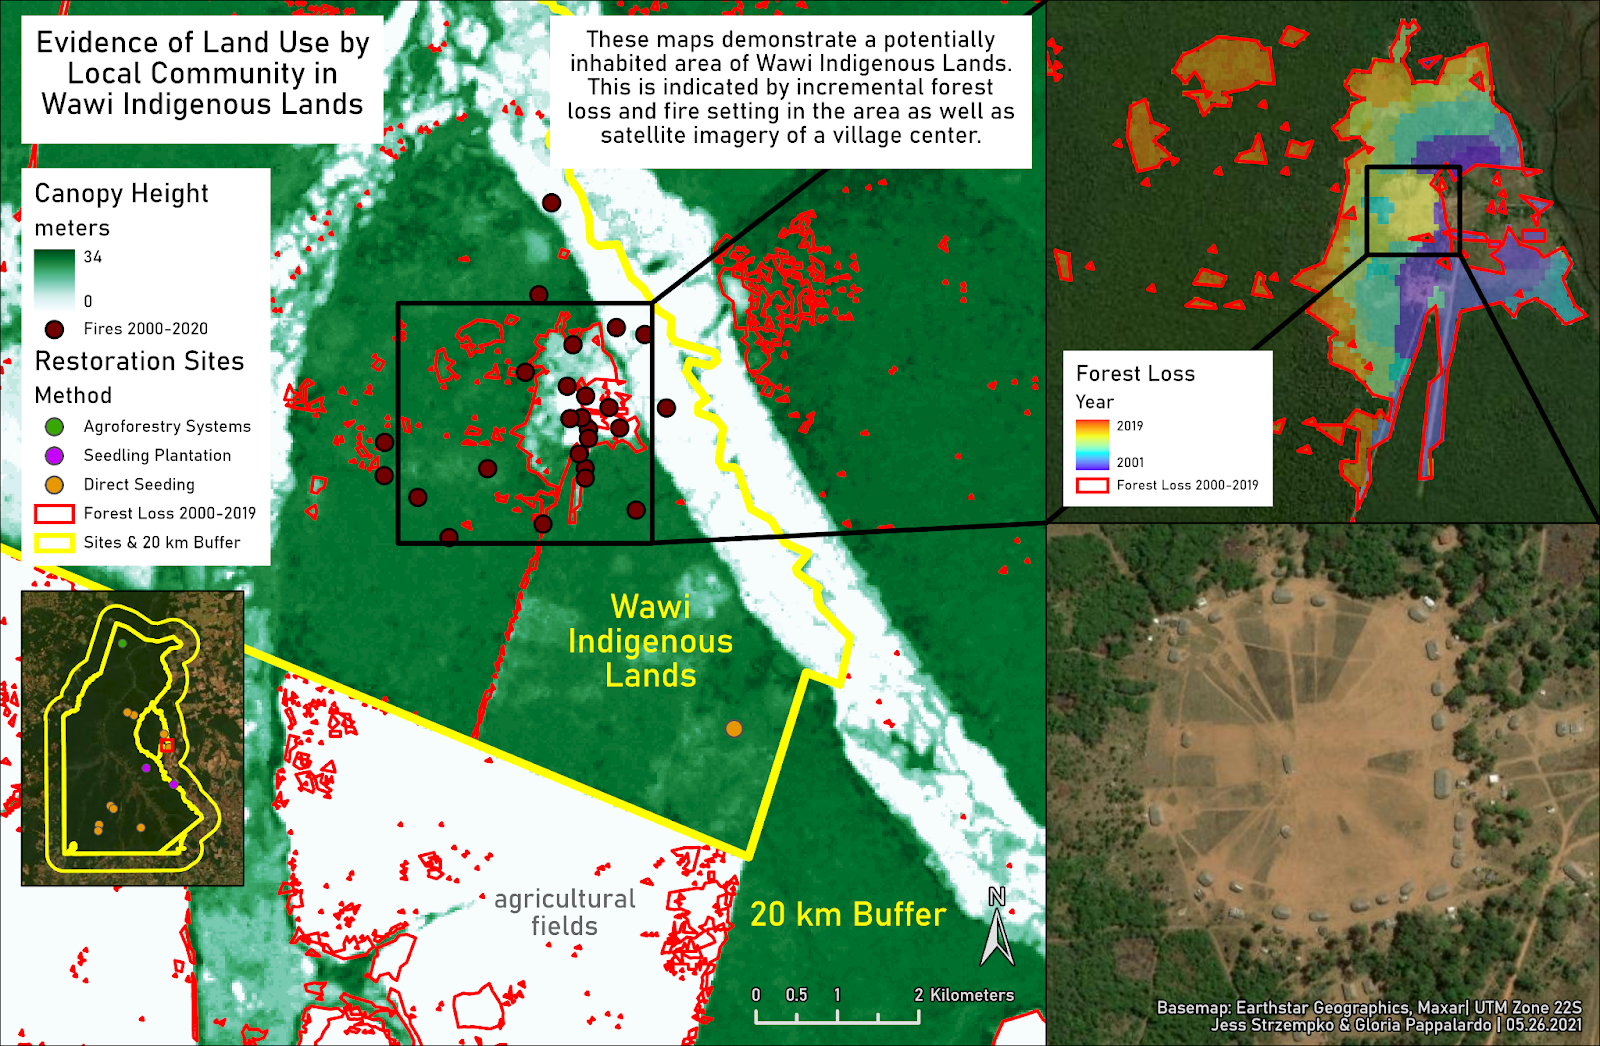 Evidence of Land Use by
Local Community in
Wawi Indigenous Lands
These maps demonstrate a potentially
inhabited area of Wawi Indigenous Lands.
This is indicated by incremental forest
loss and fire setting in the area as well as
satellite imagery of a village center.
Canopy Height
meters
34
0
Fires 2000-2020
Restoration Sites
Method
Agroforestry Systems
Seedling Plantation
Direct Seeding
Forest Loss 2000-2019
Sites & 20 km Buffer
Wawi
Indigenous
Lands
agricultural
fields
20 km Buffer
N
0 0.5 1 2 Kilometers
Forest Loss
Year
2019
2001
Forest Loss 2000-2019
Basemap: Earthstar Geographics, Maxar| UTM Zone 22S
Jess Strzempko & Gloria Pappalardo | 05.26.2021